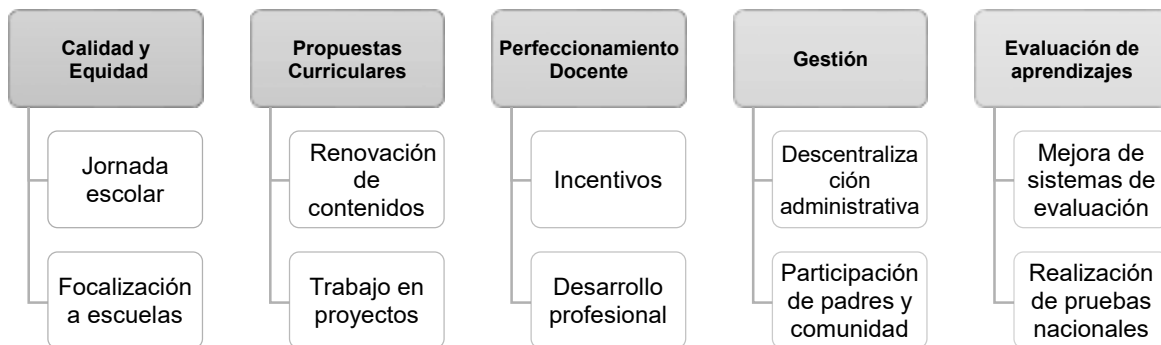 Calidad y
Equidad
Jornada
escolar
Focalización
a escuelas
Propuestas
Curriculares
Renovación
de
contenidos
Trabajo en
proyectos
Perfeccionamiento
Docente
Incentivos
Desarrollo
profesional
Gestión
Descentraliza
ción
administrativa
Participación
de padres y
comunidad
Evaluación de
aprendizajes
Mejora de
sistemas de
evaluación
Realización
de pruebas
nacionales